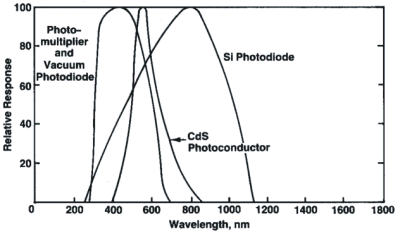 100
80
60
40
20
Relative Response
Photo-
multiplier
and
Vacuum
Photodiode
Si Photodiode
CdS
Photoconductor
0 200 400 600 800 1000 1200 1400 1600 1800
Wavelength, nm